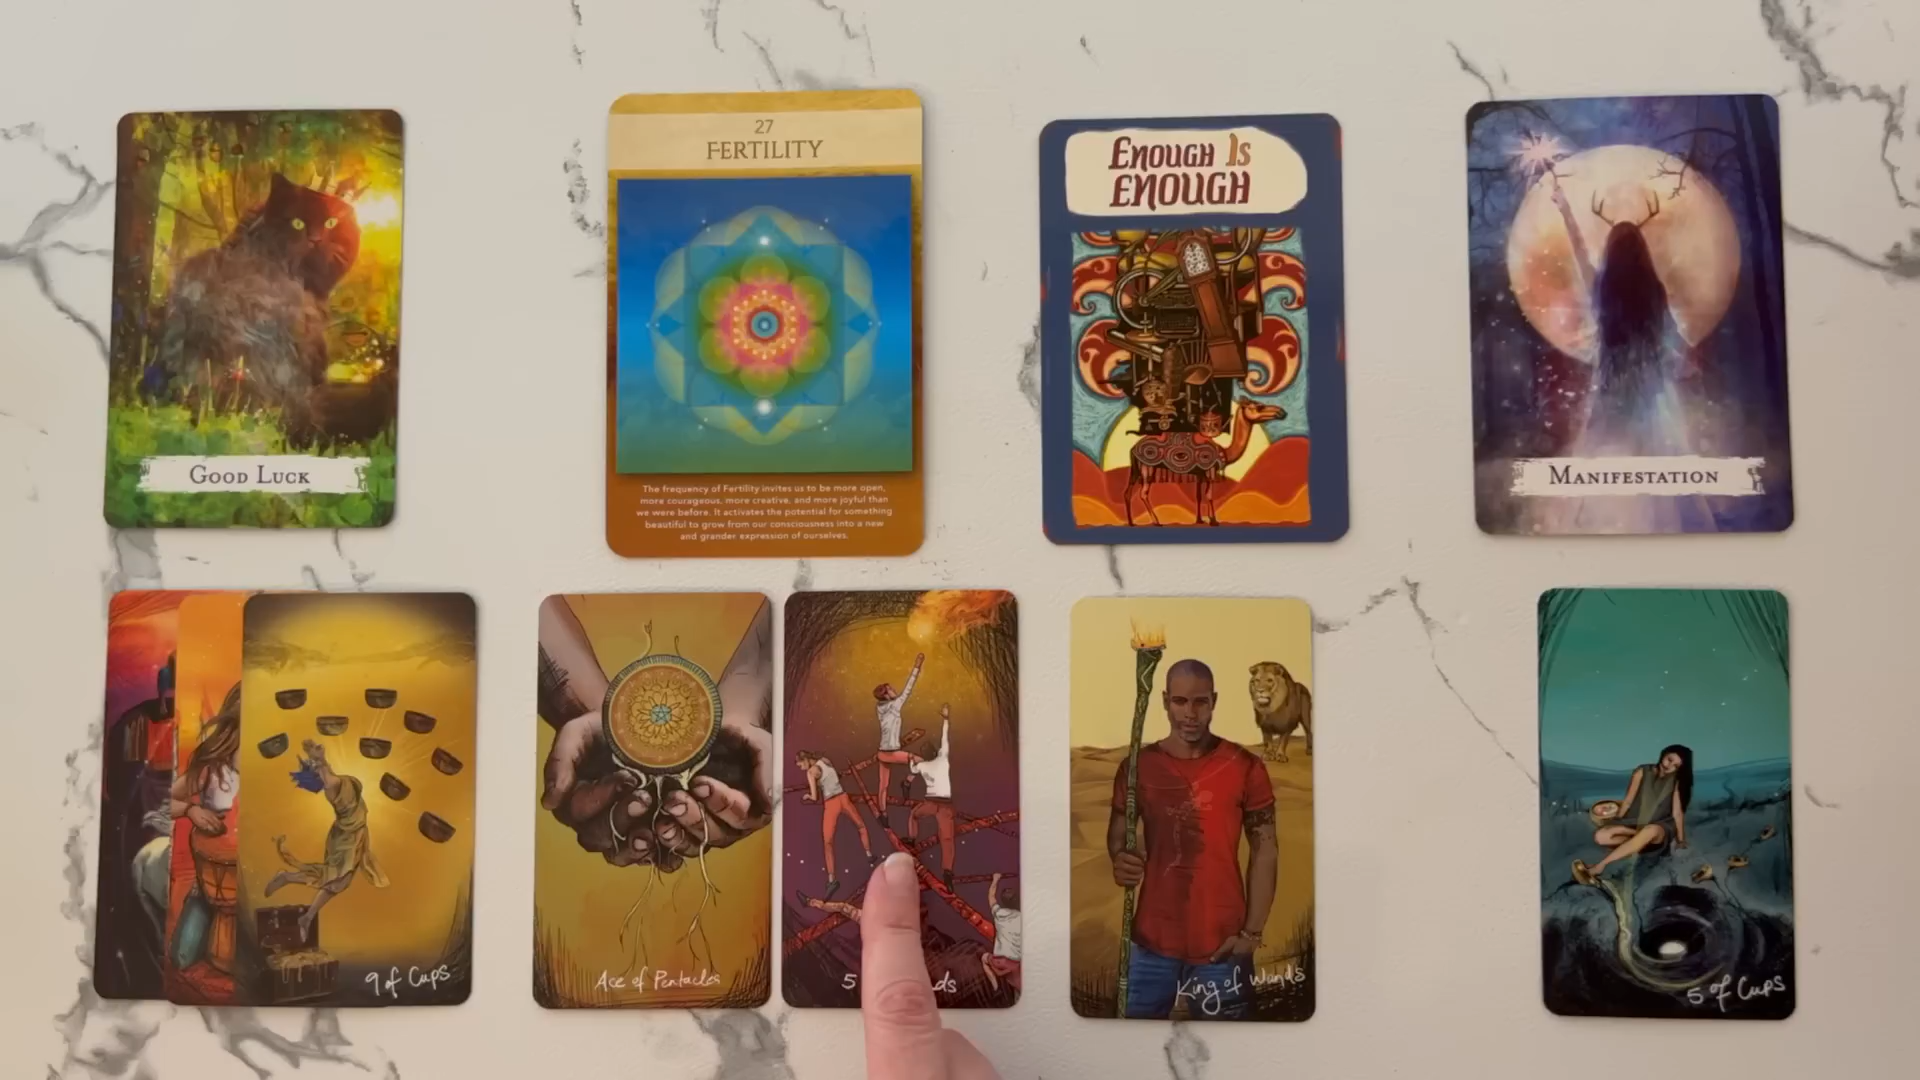 Good Luck
27
FERTILITY
The frequency of Fertility invites us to be more open,
more courageous, more creative, and more joyful than
we were before. It activates the potential for something
beautiful to grow from our consciousness into a new
and grander expression of ourselves.
Enough Is
ENOUGH
Manifestation
9 of Cups
Ace of Pentacles
5
King of Wands
5 of Cups